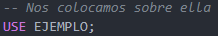 -- Nos colocamos sobre ella
USE EJEMPLO;